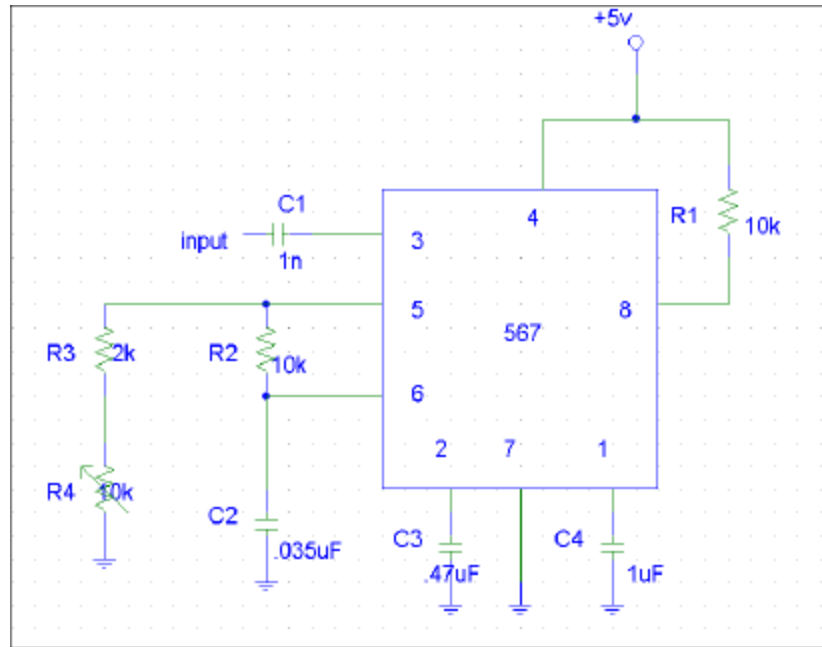 +5v
C1
input
1n
3
4
R1
10k
5
8
567
R3
2k
R2
10k
6
2
7
1
R4
10k
C2
.035uF
C3
.47uF
C4
1uF